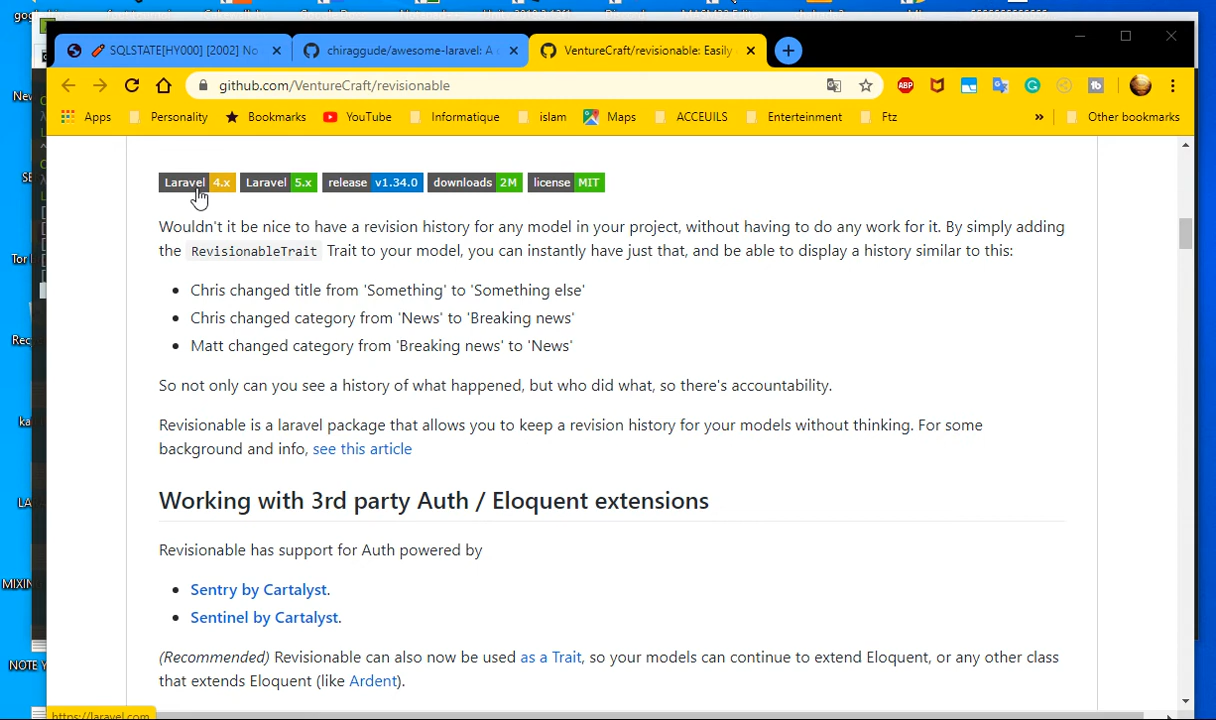 SQLSTATE[HY000] [2002] No
chiraggude/awesome-laravel: A c
VentureCraft/revisionable: Easily
github.com/VentureCraft/revisionable
Apps
Personality
Bookmarks
YouTube
Informatique
islam
Maps
ACCEUILS
Enterteinment
Ftz
»
Other bookmarks
Laravel 4.x Laravel 5.x release v1.34.0 downloads 2M license MIT
Wouldn't it be nice to have a revision history for any model in your project, without having to do any work for it. By simply adding
the RevisionableTrait Trait to your model, you can instantly have just that, and be able to display a history similar to this:
• Chris changed title from 'Something' to 'Something else'
• Chris changed category from 'News' to 'Breaking news'
• Matt changed category from 'Breaking news' to 'News'
So not only can you see a history of what happened, but who did what, so there's accountability.
Revisionable is a laravel package that allows you to keep a revision history for your models without thinking. For some
background and info, see this article
Working with 3rd party Auth / Eloquent extensions
Revisionable has support for Auth powered by
• Sentry by Cartalyst.
• Sentinel by Cartalyst.
(Recommended) Revisionable can also now be used as a Trait, so your models can continue to extend Eloquent, or any other class
that extends Eloquent (like Ardent).
https://laravel.com
New
Tor
Rec
ka
LA
MIXIN
NOTE Y